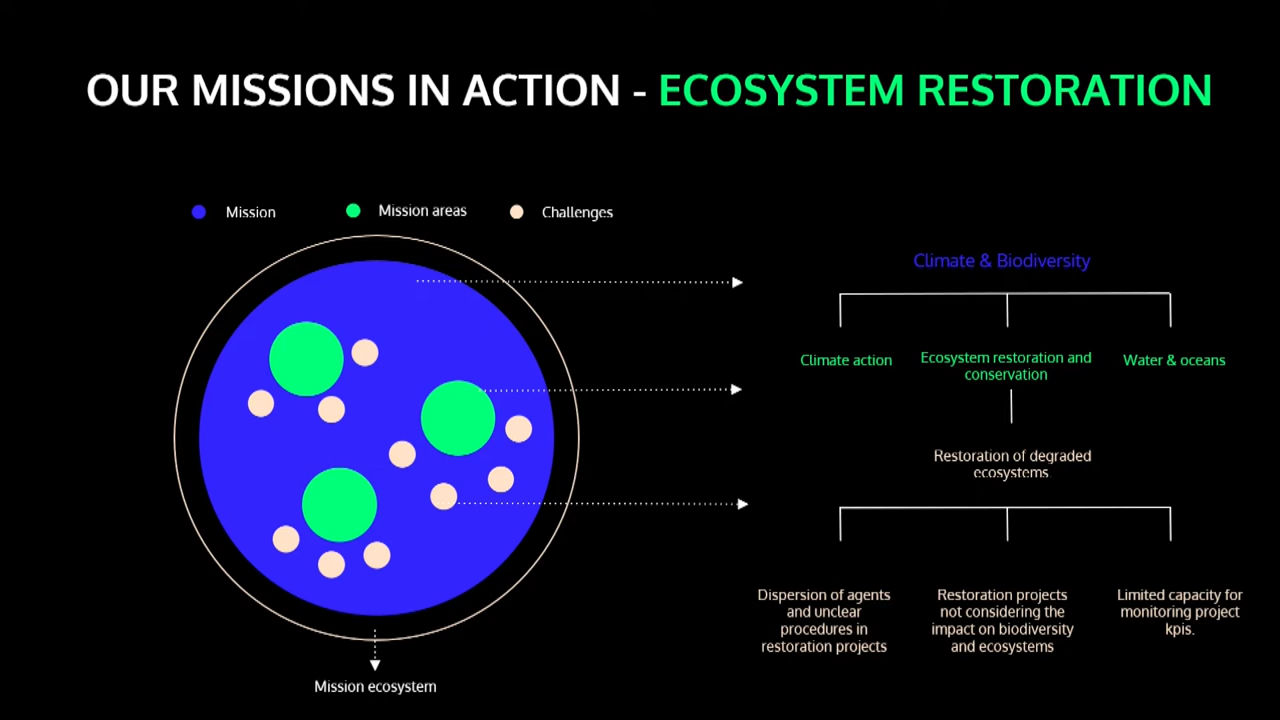 OUR MISSIONS IN ACTION - ECOSYSTEM RESTORATION
Mission
Mission areas
Challenges
Climate & Biodiversity
Climate action
Ecosystem restoration and
conservation
Water & oceans
Restoration of degraded
ecosystems
Dispersion of agents
and unclear
procedures in
restoration projects
Restoration projects
not considering the
impact on biodiversity
and ecosystems
Limited capacity for
monitoring project
kpis.
Mission ecosystem